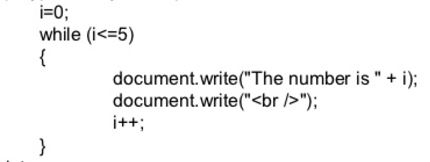 i=0;
while (i<=5)
{
document.write("The number is " + i);
document.write("<br />");
i++;
}